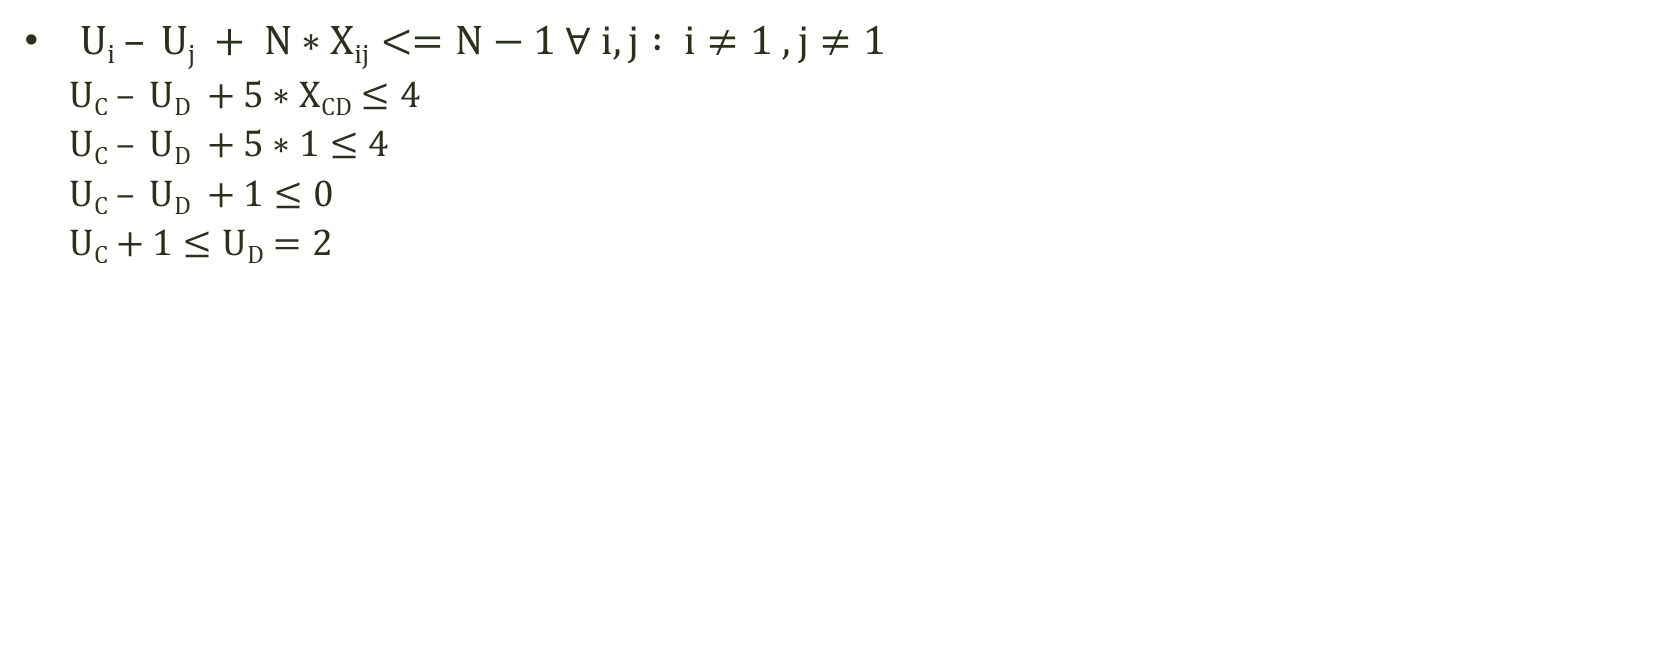 • Uᵢ – Uⱼ + N ∗ Xᵢⱼ <= N − 1 ∀ i, j : i ≠ 1 , j ≠ 1
U_C – U_D + 5 ∗ X_CD ≤ 4
U_C – U_D + 5 ∗ 1 ≤ 4
U_C – U_D + 1 ≤ 0
U_C + 1 ≤ U_D = 2